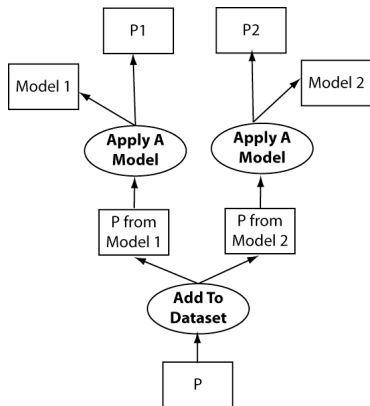 P1
P2
Model 1
Model 2
Apply A
Model
Apply A
Model
P from
Model 1
P from
Model 2
Add To
Dataset
P